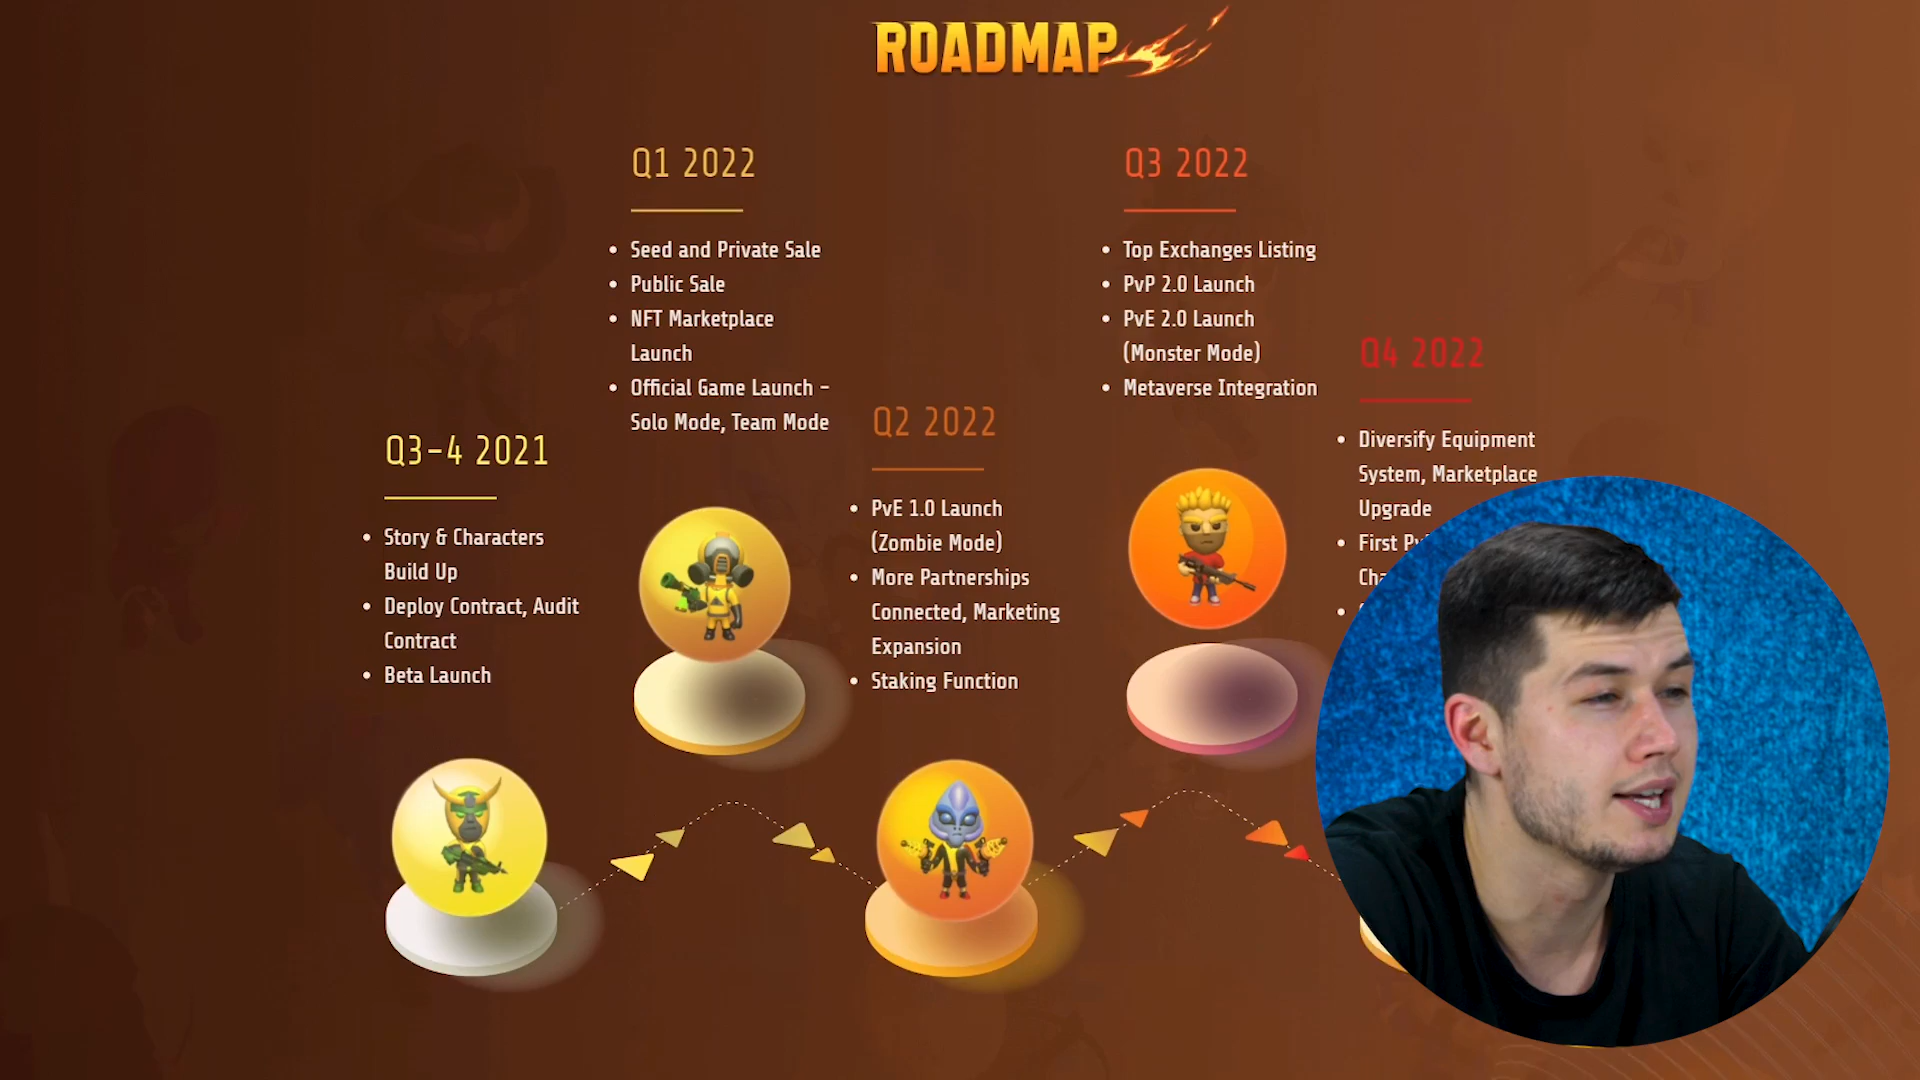 ROADMAP
Q3-4 2021
• Story & Characters
Build Up
• Deploy Contract, Audit
Contract
• Beta Launch
Q1 2022
• Seed and Private Sale
• Public Sale
• NFT Marketplace
Launch
• Official Game Launch -
Solo Mode, Team Mode
Q2 2022
• PvE 1.0 Launch
(Zombie Mode)
• More Partnerships
Connected, Marketing
Expansion
• Staking Function
Q3 2022
• Top Exchanges Listing
• PvP 2.0 Launch
• PvE 2.0 Launch
(Monster Mode)
• Metaverse Integration
Q4 2022
• Diversify Equipment
System, Marketplace
Upgrade
• First